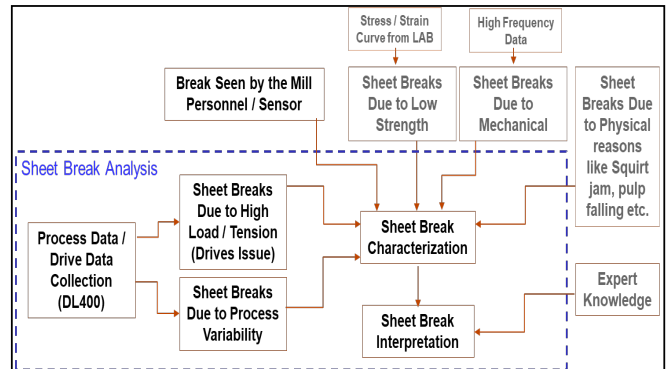 Stress / Strain
Curve from LAB
High Frequency
Data
Break Seen by the Mill
Personnel / Sensor
Sheet Breaks
Due to Low
Strength
Sheet Breaks
Due to
Mechanical
Sheet
Breaks Due
to Physical
reasons
like Squirt
jam, pulp
falling etc.
Sheet Break Analysis
Sheet Breaks
Due to High
Load / Tension
(Drives Issue)
Process Data /
Drive Data
Collection
(DL400)
Sheet Break
Characterization
Sheet Breaks
Due to Process
Variability
Expert
Knowledge
Sheet Break
Interpretation